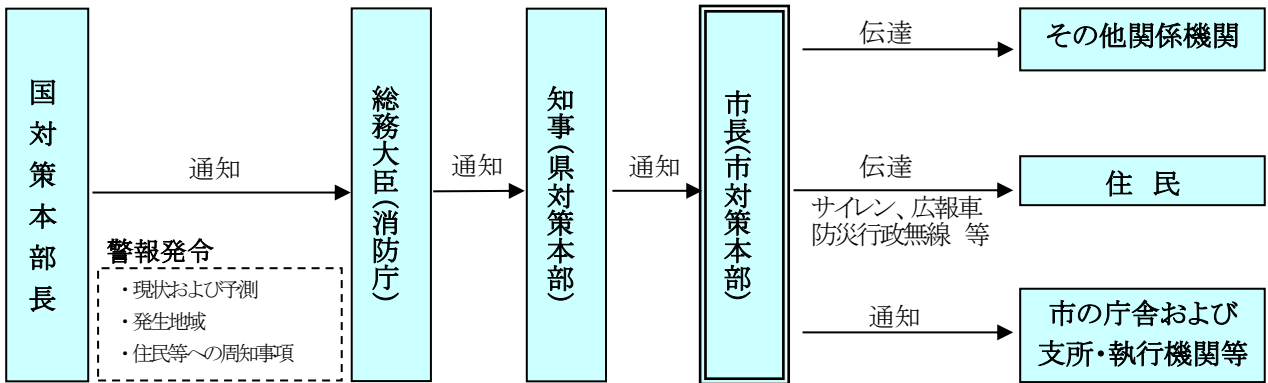 国対策本部長
通知
警報発令
・現状および予測
・発生地域
・住民等への周知事項
総務大臣(消防庁)
通知
知事(県対策本部)
通知
市長(市対策本部)
伝達
その他関係機関
伝達
サイレン、広報車
防災行政無線 等
住 民
通知
市の庁舎および
支所・執行機関等